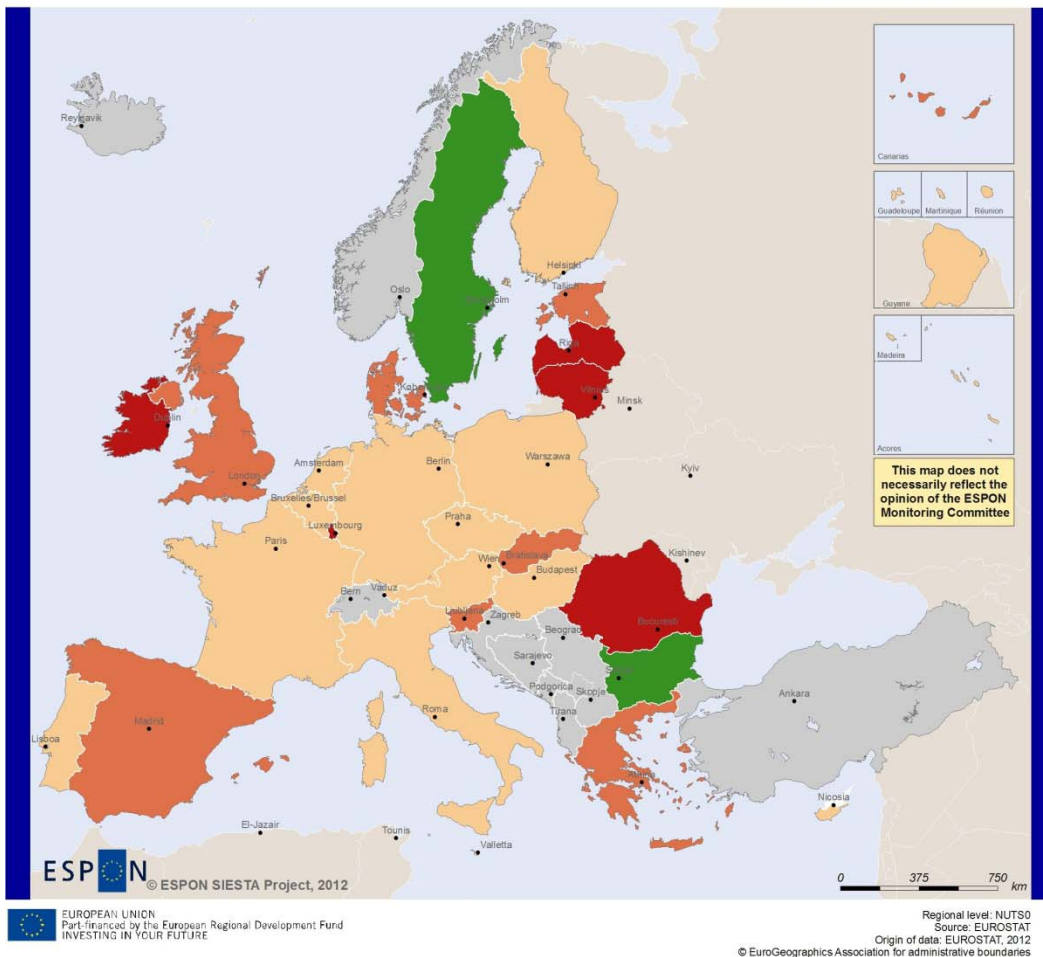 Reykjavik
Canarias
Guadeloupe
Martinique
Réunion
Guyane
Madeira
Acores
This map does not
necessarily reflect the
opinion of the ESPON
Monitoring Committee
Helsinki
Tallinn
Oslo
Riga
Vilnius
Minsk
Dublin
London
Amsterdam
Berlin
Warszawa
Kyiv
Bruxelles/Brussel
Luxembourg
Praha
Paris
Wien
Bratislava
Budapest
Kishinev
Bern
Vaduz
Ljubljana
Zagreb
Beograd
Bucuresti
Sarajevo
Podgorica
Skopje
Tirana
Ankara
Madrid
Lisboa
Roma
Nicosia
El-Jazair
Tounis
Valletta
ESPON
© ESPON SIESTA Project, 2012
0 375 750
km
EUROPEAN UNION
Part-financed by the European Regional Development Fund
INVESTING IN YOUR FUTURE
Regional level: NUTS0
Source: EUROSTAT
Origin of data: EUROSTAT, 2012
© EuroGeographics Association for administrative boundaries